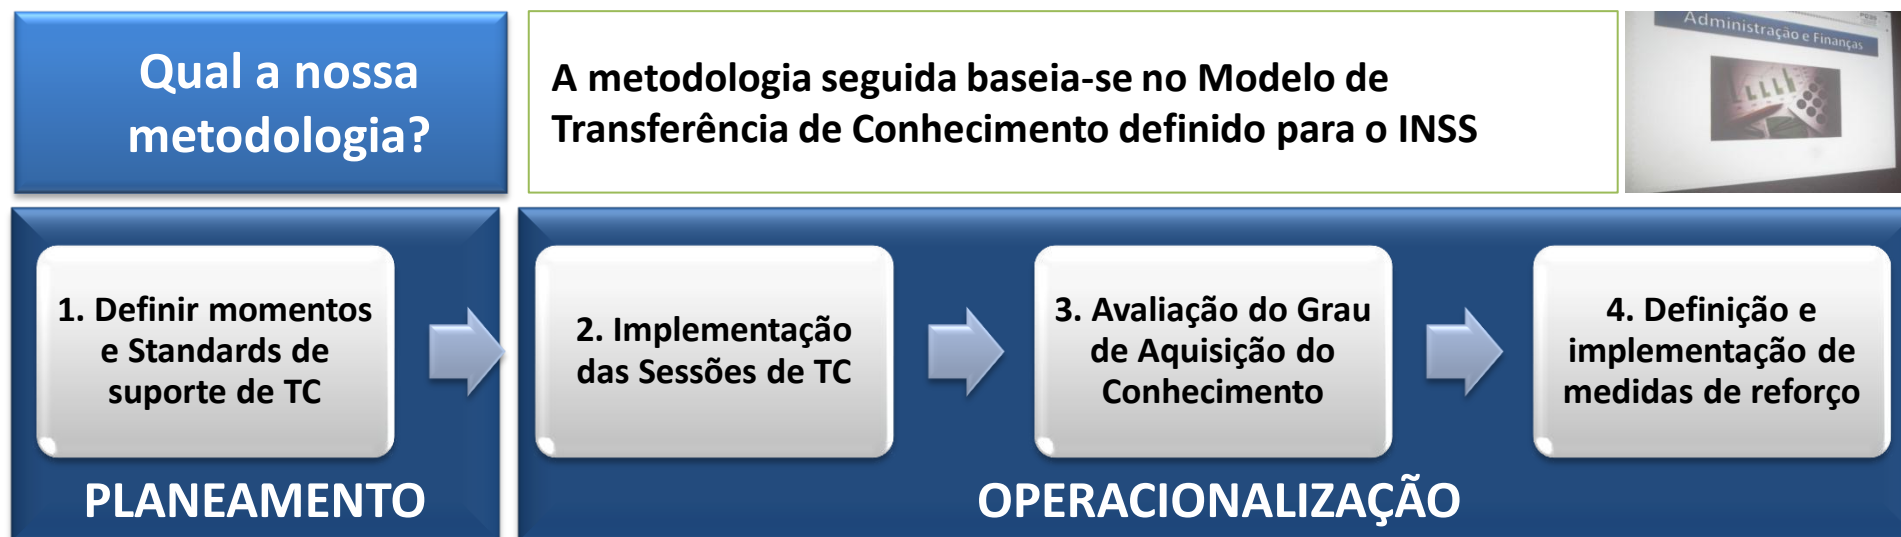 Qual a nossa
metodologia?
A metodologia seguida baseia-se no Modelo de
Transferência de Conhecimento definido para o INSS
Administração e Finanças
1. Definir momentos
e Standards de
suporte de TC
2. Implementação
das Sessões de TC
3. Avaliação do Grau
de Aquisição do
Conhecimento
4. Definição e
implementação de
medidas de reforço
PLANEAMENTO
OPERACIONALIZAÇÃO